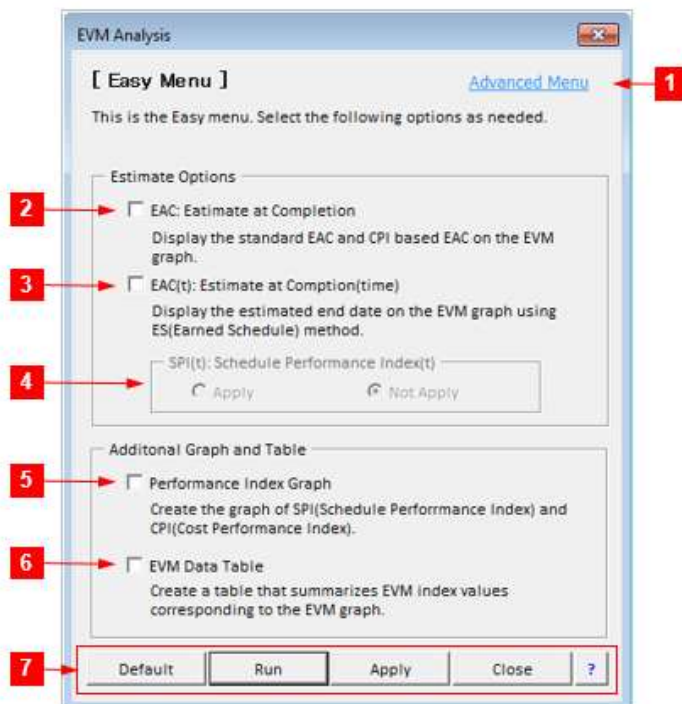 EVM Analysis
[ Easy Menu ]
Advanced Menu
1
This is the Easy menu. Select the following options as needed.
Estimate Options
2
EAC: Eatimate at Completion
Display the standard EAC and CPI based EAC on the EVM
graph.
3
EAC(t): Estimate at Comption(time)
Display the estimated end date on the EVM graph using
ES(Earned Schedule) method.
4
SPI(t): Schedule Performance Index(t)
Apply
Not Apply
Additonal Graph and Table
5
Performance Index Graph
Create the graph of SPI(Schedule Perforrmance Index) and
CPI(Cost Performance Index).
6
EVM Data Table
Create a table that summarizes EVM index values
corresponding to the EVM graph.
7
Default
Run
Apply
Close
?